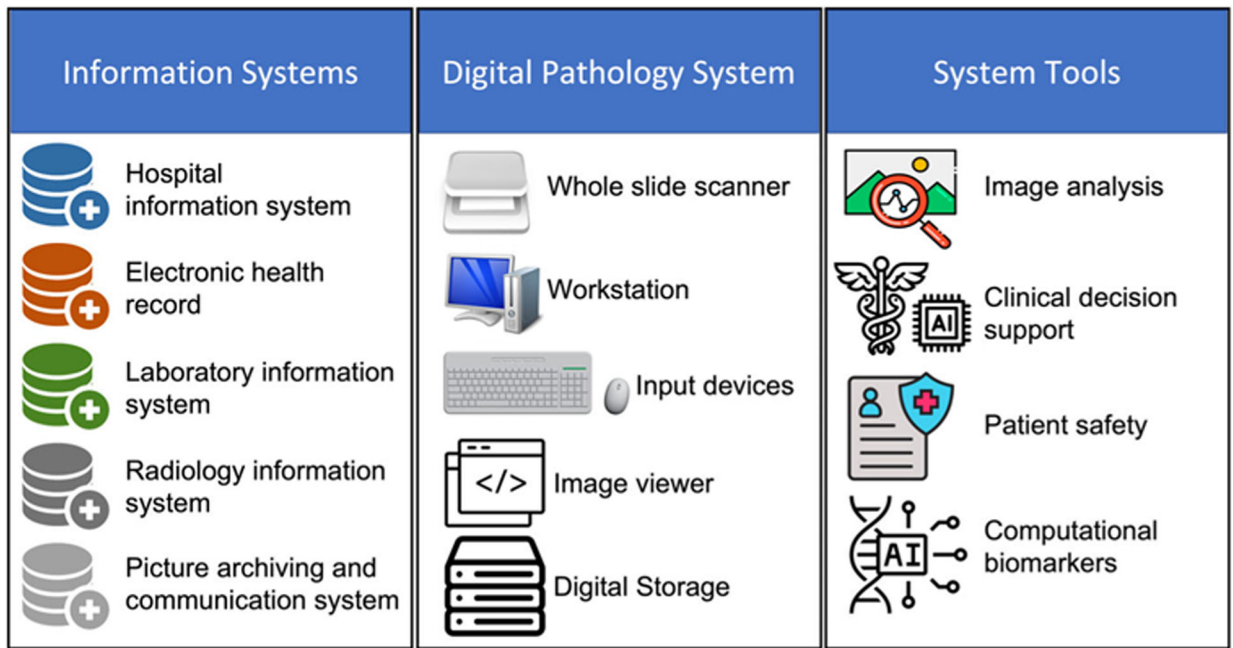 Information Systems
Hospital
information system
Electronic health
record
Laboratory information
system
Radiology information
system
Picture archiving and
communication system
Digital Pathology System
Whole slide scanner
Workstation
Input devices
</>
Image viewer
Digital Storage
System Tools
Image analysis
AI
Clinical decision
support
Patient safety
AI
Computational
biomarkers